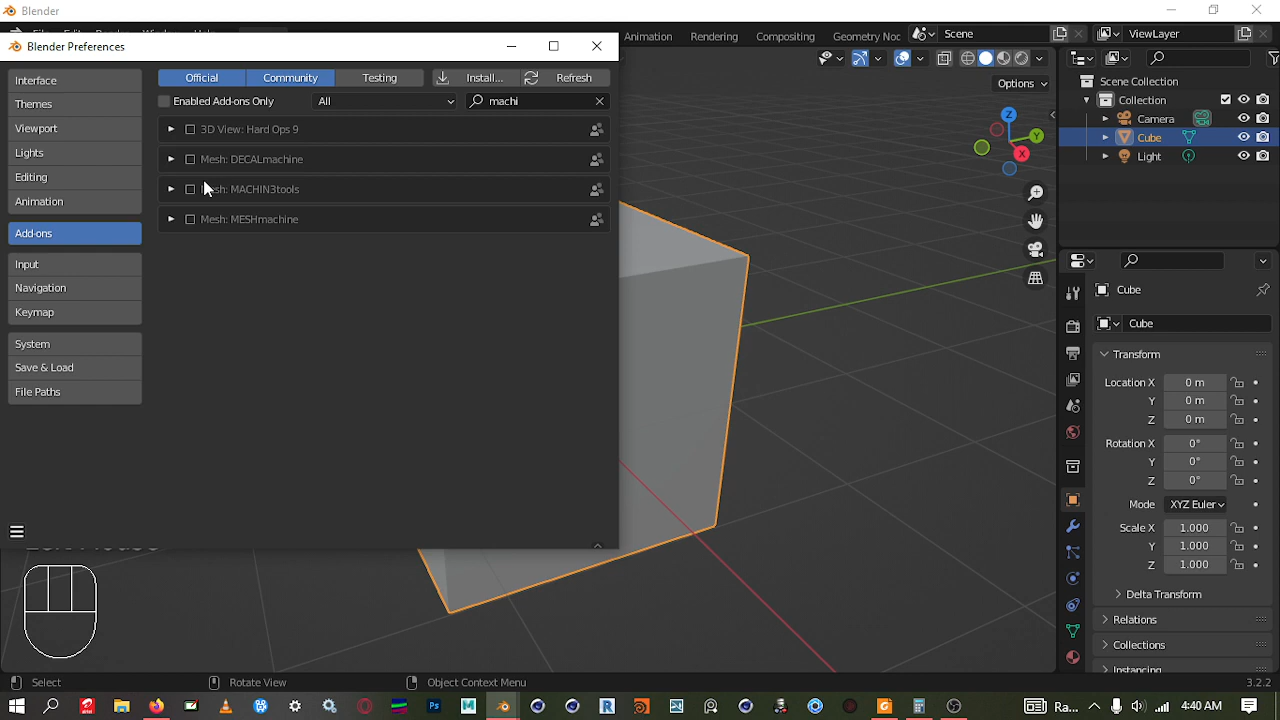 Blender
Animation Rendering Compositing Geometry Noc Scene ViewLayer
Blender Preferences
Interface
Themes
Viewport
Lights
Editing
Animation
Add-ons
Input
Navigation
Keymap
System
Save & Load
File Paths
Official Community Testing Install... Refresh
Enabled Add-ons Only All machi
3D View: Hard Ops 9
Mesh: DECALmachine
MACHIN3tools
Mesh: MESHmachine
Options
X
Y
Z
Scene Collection
Collection
Camera
Cube
Light
Cube
Cube
Transform
Location X 0 m
Y 0 m
Z 0 m
Rotation X 0°
Y 0°
Z 0°
Mode XYZ Euler
Scale X 1.000
Y 1.000
Z 1.000
Delta Transform
Relations
Collections
Instancing
Select Rotate View Object Context Menu 3.2.2
airtel Ps M R Ra... 4:40 AM